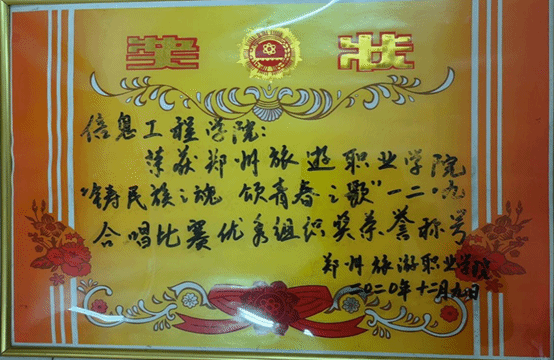 奖 状
信息工程学院:
荣获郑州旅游职业学院
“铸民族之魂 颂青春之歌”一二·九
合唱比赛优秀组织奖荣誉称号
郑州旅游职业学院
二〇二〇年十二月九日